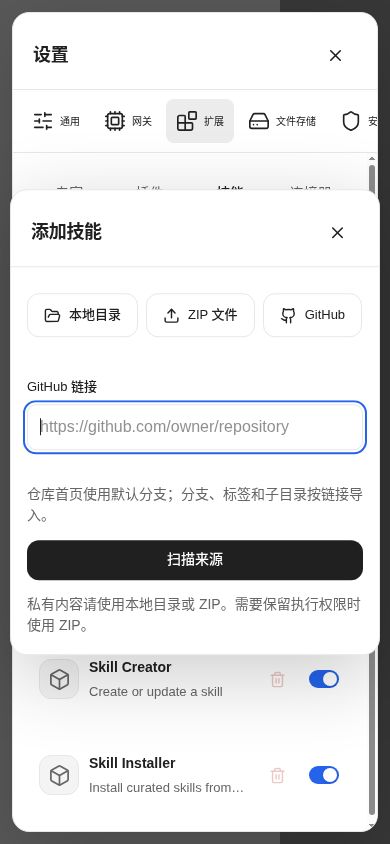 设置
通用
网关
扩展
文件存储
安
添加技能
本地目录
ZIP 文件
GitHub
GitHub 链接
https://github.com/owner/repository
仓库首页使用默认分支；分支、标签和子目录按链接导
入。
扫描来源
私有内容请使用本地目录或 ZIP。需要保留执行权限时
使用 ZIP。
Skill Creator
Create or update a skill
Skill Installer
Install curated skills from…